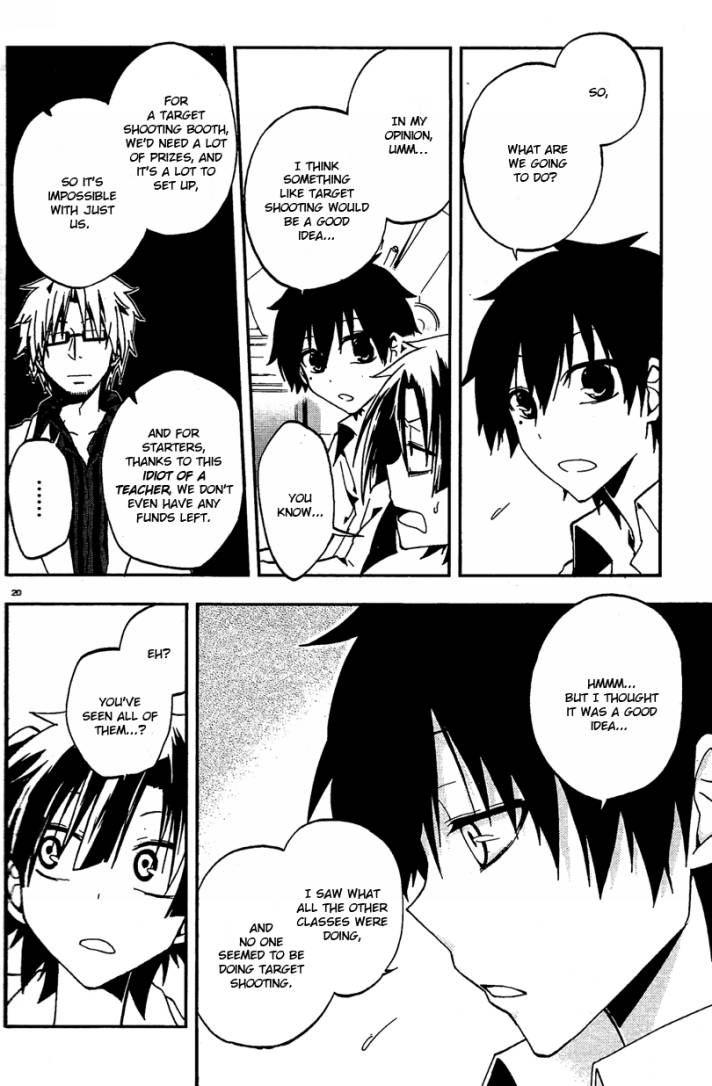 SO,
WHAT ARE
WE GOING
TO DO?
IN MY
OPINION,
UMM...
I THINK
SOMETHING
LIKE TARGET
SHOOTING WOULD
BE A GOOD
IDEA...
YOU
KNOW...
FOR
A TARGET
SHOOTING BOOTH,
WE'D NEED A LOT
OF PRIZES, AND
IT'S A LOT TO
SET UP,
SO IT'S
IMPOSSIBLE
WITH JUST
US.
AND FOR
STARTERS,
THANKS TO THIS
IDIOT OF A
TEACHER, WE DON'T
EVEN HAVE ANY
FUNDS LEFT.
......
20
HMMM...
BUT I THOUGHT
IT WAS A GOOD
IDEA...
I SAW WHAT
ALL THE OTHER
CLASSES WERE
DOING,
AND
NO ONE
SEEMED TO BE
DOING TARGET
SHOOTING.
EH?
YOU'VE
SEEN ALL OF
THEM...?